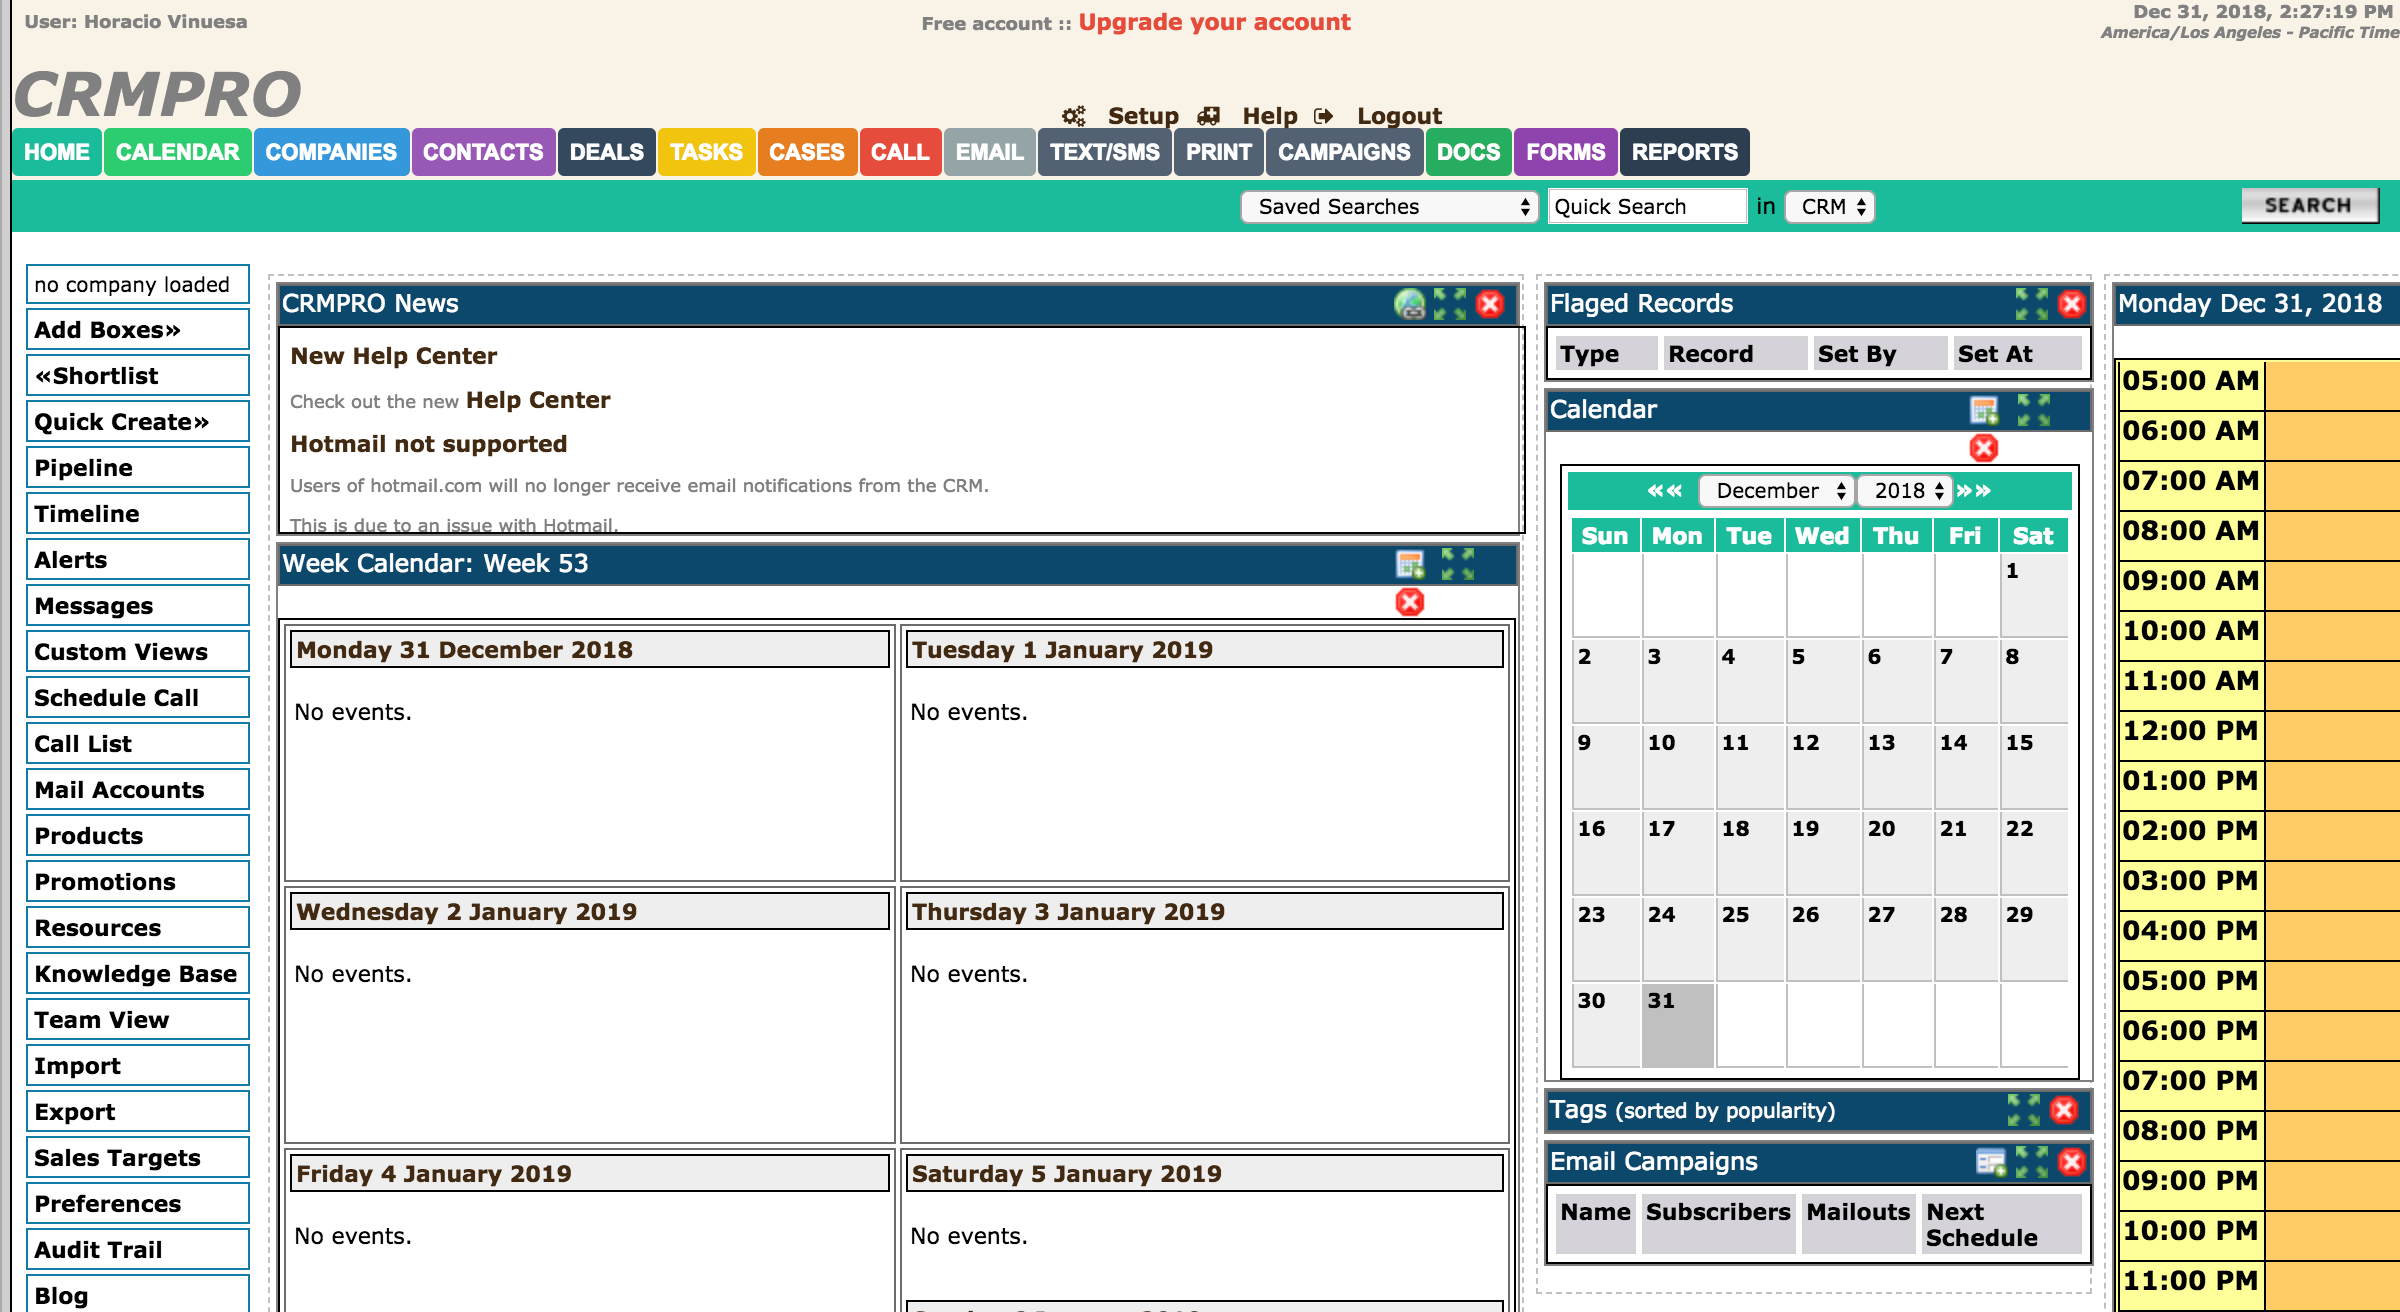 User: Horacio Vinuesa
Free account :: Upgrade your account
Dec 31, 2018, 2:27:19 PM
America/Los Angeles - Pacific Time
CRMPRO
Setup Help Logout
HOME CALENDAR COMPANIES CONTACTS DEALS TASKS CASES CALL EMAIL TEXT/SMS PRINT CAMPAIGNS DOCS FORMS REPORTS
Saved Searches Quick Search in CRM SEARCH
no company loaded
Add Boxes»
«Shortlist
Quick Create»
Pipeline
Timeline
Alerts
Messages
Custom Views
Schedule Call
Call List
Mail Accounts
Products
Promotions
Resources
Knowledge Base
Team View
Import
Export
Sales Targets
Preferences
Audit Trail
Blog
CRMPRO News
New Help Center
Check out the new Help Center
Hotmail not supported
Users of hotmail.com will no longer receive email notifications from the CRM.
This is due to an issue with Hotmail.
Week Calendar: Week 53
Monday 31 December 2018
No events.
Tuesday 1 January 2019
No events.
Wednesday 2 January 2019
No events.
Thursday 3 January 2019
No events.
Friday 4 January 2019
No events.
Saturday 5 January 2019
No events.
Flaged Records
Type Record Set By Set At
Calendar
«« December 2018 »»
Sun Mon Tue Wed Thu Fri Sat
1
2 3 4 5 6 7 8
9 10 11 12 13 14 15
16 17 18 19 20 21 22
23 24 25 26 27 28 29
30 31
Tags (sorted by popularity)
Email Campaigns
Name Subscribers Mailouts Next
Schedule
Monday Dec 31, 2018
05:00 AM
06:00 AM
07:00 AM
08:00 AM
09:00 AM
10:00 AM
11:00 AM
12:00 PM
01:00 PM
02:00 PM
03:00 PM
04:00 PM
05:00 PM
06:00 PM
07:00 PM
08:00 PM
09:00 PM
10:00 PM
11:00 PM